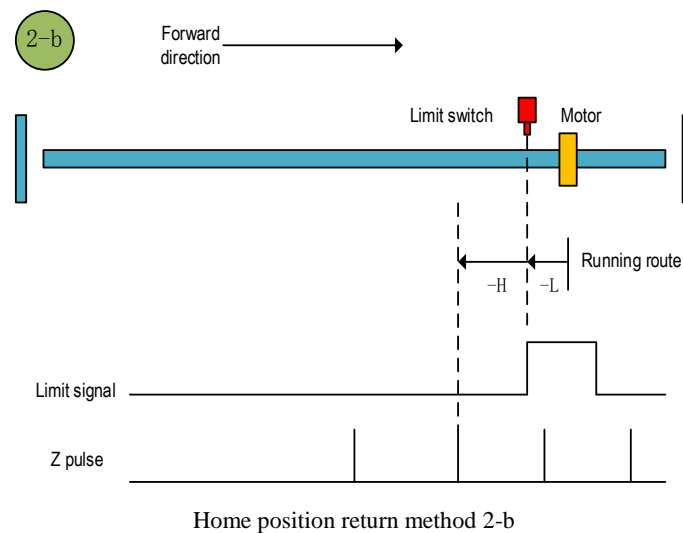 2-b
Forward
direction
Limit switch
Motor
Running route
-H
-L
Limit signal
Z pulse
Home position return method 2-b